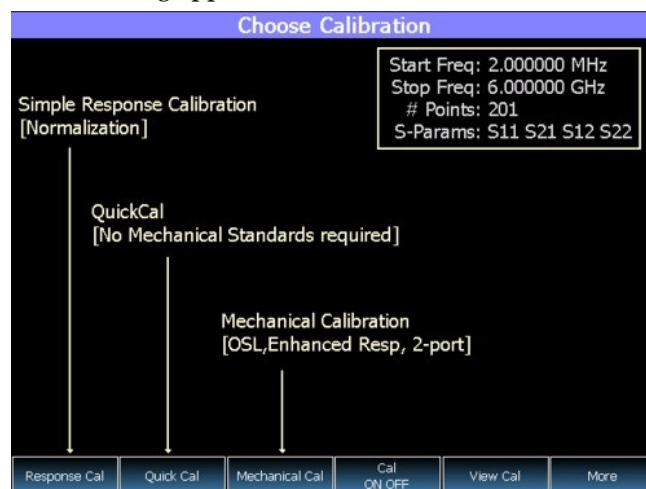 Choose Calibration
Start Freq: 2.000000 MHz
Stop Freq: 6.000000 GHz
# Points: 201
S-Params: S11 S21 S12 S22
Simple Response Calibration
[Normalization]
QuickCal
[No Mechanical Standards required]
Mechanical Calibration
[OSL,Enhanced Resp, 2-port]
Response Cal
Quick Cal
Mechanical Cal
Cal
ON OFF
View Cal
More